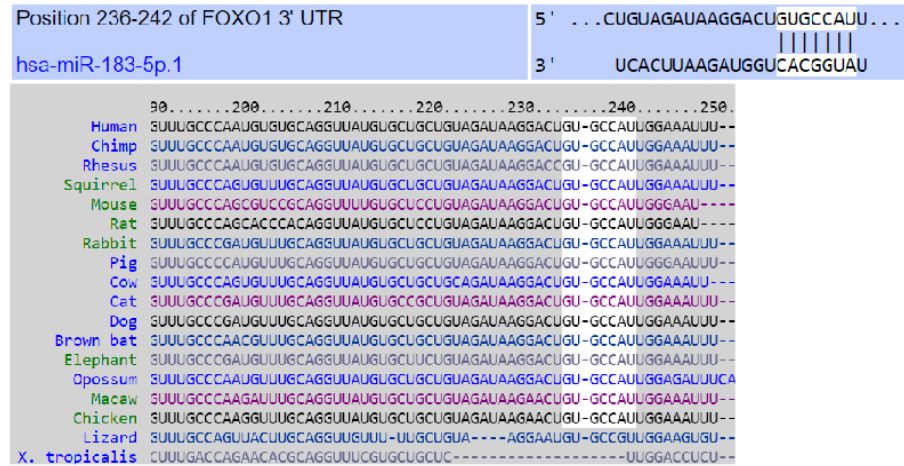 Position 236-242 of FOXO1 3' UTR
5' ...CUGUAGAUAAGGACUGUGCCAUU...
hsa-miR-183-5p.1
3' UCACUUAAGAUGGUCACGGUAU
90.......200.......210.......220.......230.......240.......250.
Human GUUUGCCCAAUGUGUGCAGGUUAUGUGCUGCUGUAGAUAAGGACUGU-GCCAUUGGAAAUUU--
Chimp GUUUGCCCAAUGUGUGCAGGUUAUGUGCUGCUGUAGAUAAGGACUGU-GCCAUUGGAAAUUU--
Rhesus GUUUGCCCAAUGUGUGCAGGUUAUGUGCUGCUGUAGAUAAGGACCGU-GCCAUUGGAAAUUU--
Squirrel GUUUGCCCAGUGUUUGCAGGUUAUGUGCUGCUGUAGAUAAGGACUGU-GCCAUUGGAAAUUU--
Mouse GUUUGCCCAGCGUCCGCAGGUUUUGUGCUCCUGUAGAUAAGGACUGU-GCCAUUGGGAAU----
Rat GUUUGCCCAGCACCCACAGGUUAUGUGCUCCUGUAGAUAAGGACUGU-GCCAUUGGGAAU----
Rabbit GUUUGCCCGAUGUUUGCAGGUUAUGUGCUGCUGUAGAUAAGGACUGU-GCCAUUGGAAAUUU--
Pig GUUUGCCCCAUGUUUGCAGGUUAUGUGCUGCUGUAGAUAAGGACUGU-GCCAUUGGGAAUUU--
Cow GUUUGCCCAGUGUUUGCAGGUUAUGUGCUGCUGCAGAUAAGGACUGU-GCCAUUGGAAAUU---
Cat GUUUGCCCGAUGUUUGCAGGUUAUGUGCCGCUGUAGAUAAGGACUGU-GCCAUUGGAAAUUU--
Dog GUUUGCCCGAUGUUUGCAGGUUAUGUGCUGCUGUAGAUAAGGACUGU-GCCAUUGGAAAUUU--
Brown bat GUUUGCCCAACGUUUGCAGGUUAUGUGCUGCUGUAGAUAAGGACUGU-GCCAUUGGAAAUUU--
Elephant GUUUGCCCGAUGUUUGCAGGUUAUGUGCUUCUGUAGAUAAGGACUGU-GCCAUUGGAAAUUU--
Opossum GUUUGCCCAAUGUUUGCAGGUUAUGUGCUGCUGUAGAUAAGGACUGU-GCCAUUGGAGAUUUCA
Macaw GUUUGCCCAAGAUUUGCAGGUUAUGUGCUGCUGUAGAUAAGAACUGU-GCCAUUGGAAAUUU--
Chicken GUUUGCCCAAGGUUUGCAGGUUAUGUGCUGCUGUAGAUAAGAACUGU-GCCAUUGGAAAUUU--
Lizard GUUUGCCAGUUACUUGCAGGUUGUUU-UUGCUGUA----AGGAAUGU-GCCGUUGGAAGUGU--
X. tropicalis CUUUGACCAGAACACGCAGGUUUCGUGCUGCUC-------------------UUGGACCUCU--